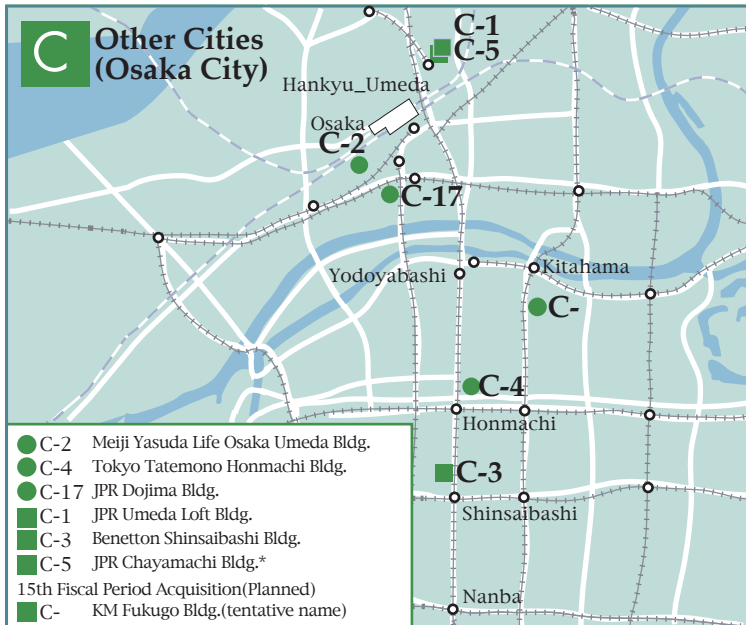 C
Other Cities
(Osaka City)
C-1
C-5
Hankyu_Umeda
Osaka
C-2
C-17
Yodoyabashi
Kitahama
C-
C-4
Honmachi
C-3
Shinsaibashi
Nanba
C-2 Meiji Yasuda Life Osaka Umeda Bldg.
C-4 Tokyo Tatemono Honmachi Bldg.
C-17 JPR Dojima Bldg.
C-1 JPR Umeda Loft Bldg.
C-3 Benetton Shinsaibashi Bldg.
C-5 JPR Chayamachi Bldg.*
15th Fiscal Period Acquisition(Planned)
C- KM Fukugo Bldg.(tentative name)